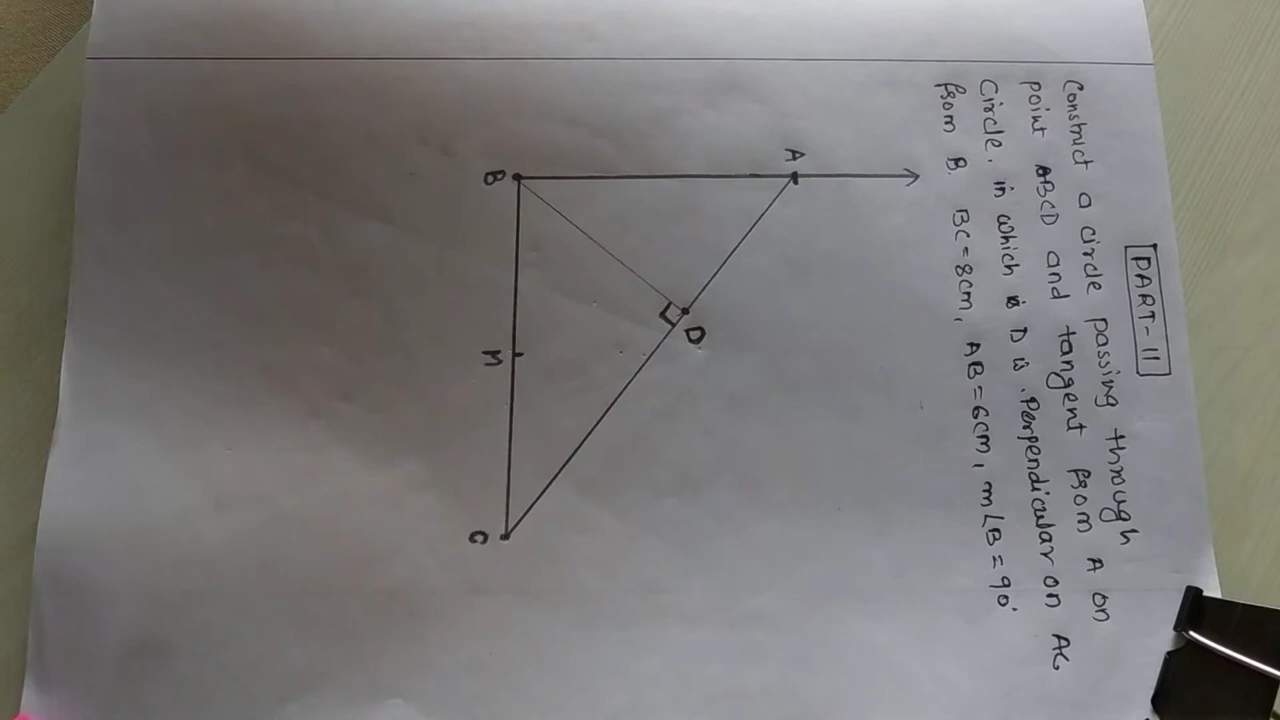 PART-11
Construct a circle passing through
point BCD and tangent from A on
Circle. in which D is Perpendicular on AC
from B. BC=8cm, AB=6cm, m∠B=90°
A
B
D
M
C